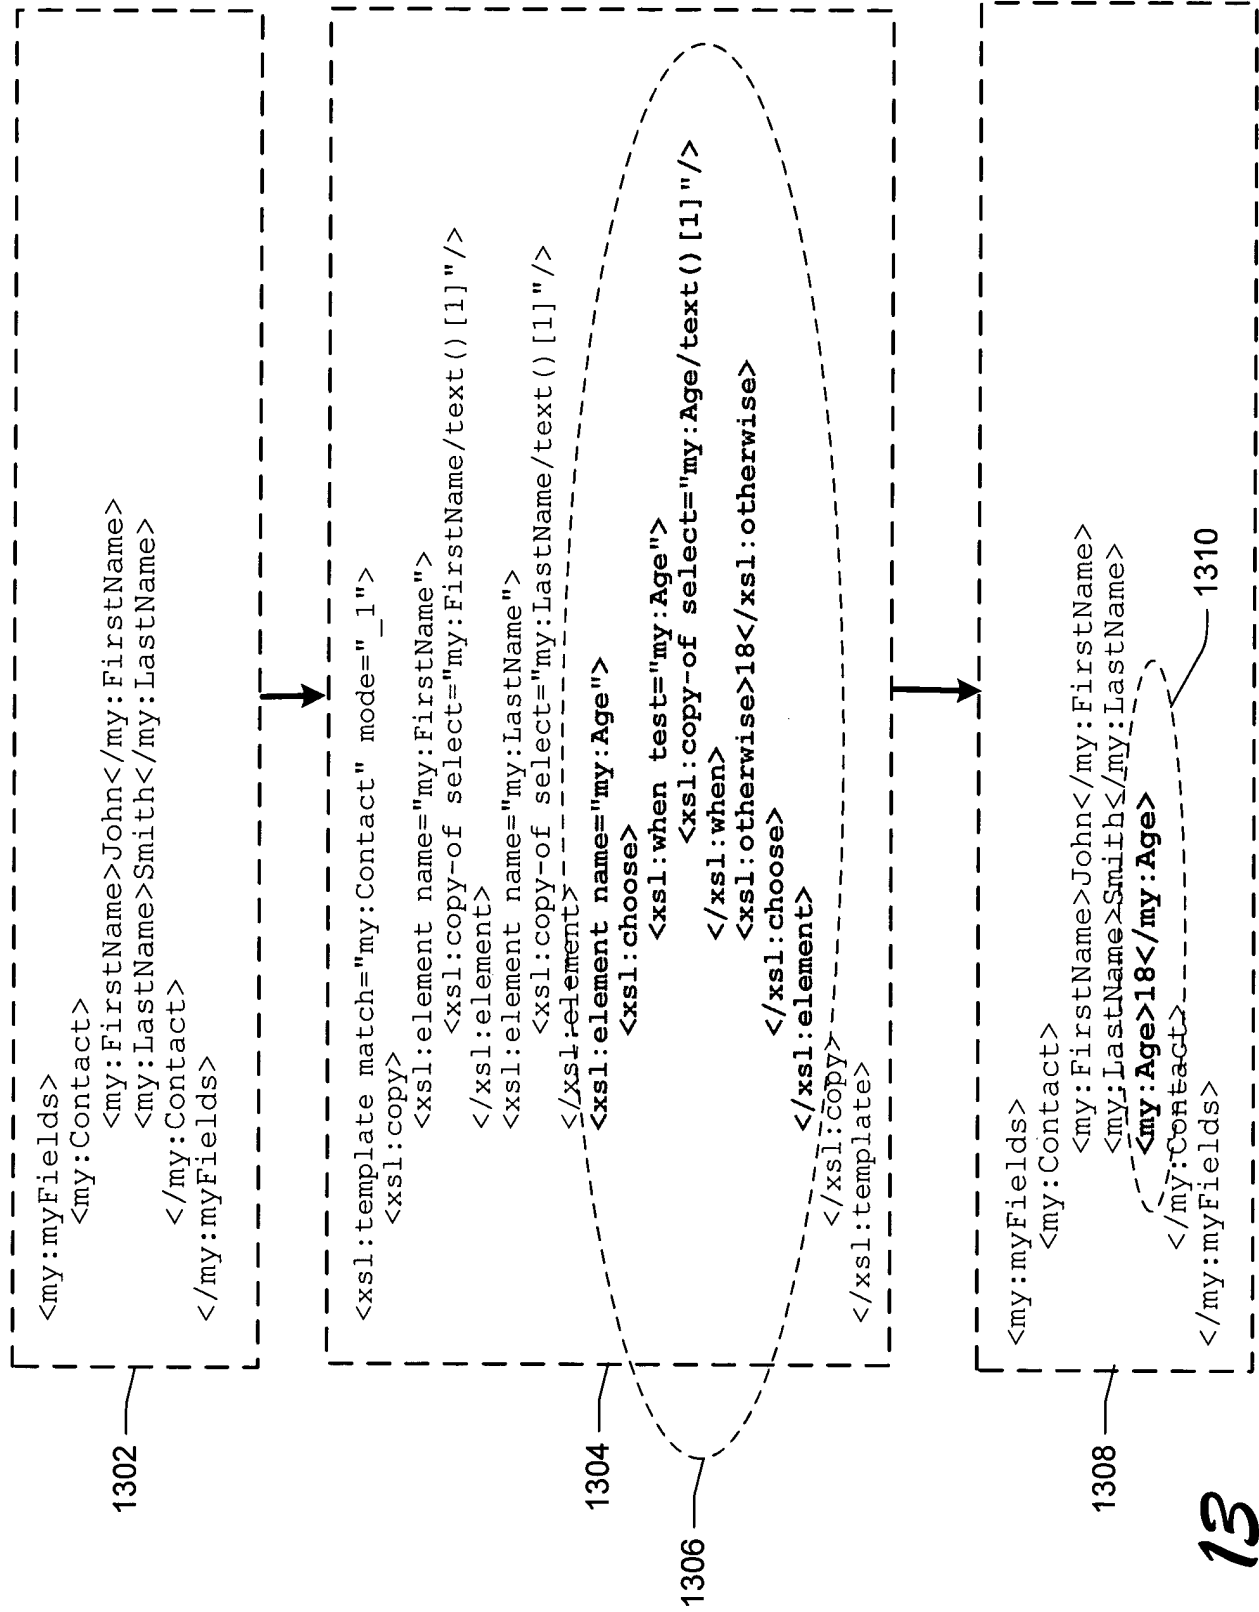 <my:myFields>
<my:Contact>
<my:FirstName>John</my:FirstName>
<my:LastName>Smith</my:LastName>
</my:Contact>
</my:myFields>
1302
<xsl:template match="my:Contact" mode="_1">
<xsl:copy>
<xsl:element name="my:FirstName">
<xsl:copy-of select="my:FirstName/text()[1]"/>
</xsl:element>
<xsl:element name="my:LastName">
<xsl:copy-of select="my:LastName/text()[1]"/>
</xsl:element>
<xsl:element name="my:Age">
<xsl:choose>
<xsl:when test="my:Age">
<xsl:copy-of select="my:Age/text()[1]"/>
</xsl:when>
<xsl:otherwise>18</xsl:otherwise>
</xsl:choose>
</xsl:element>
</xsl:copy>
</xsl:template>
1304
1306
<my:myFields>
<my:Contact>
<my:FirstName>John</my:FirstName>
<my:LastName>Smith</my:LastName>
<my:Age>18</my:Age>
</my:Contact>
</my:myFields>
1310
1308
13